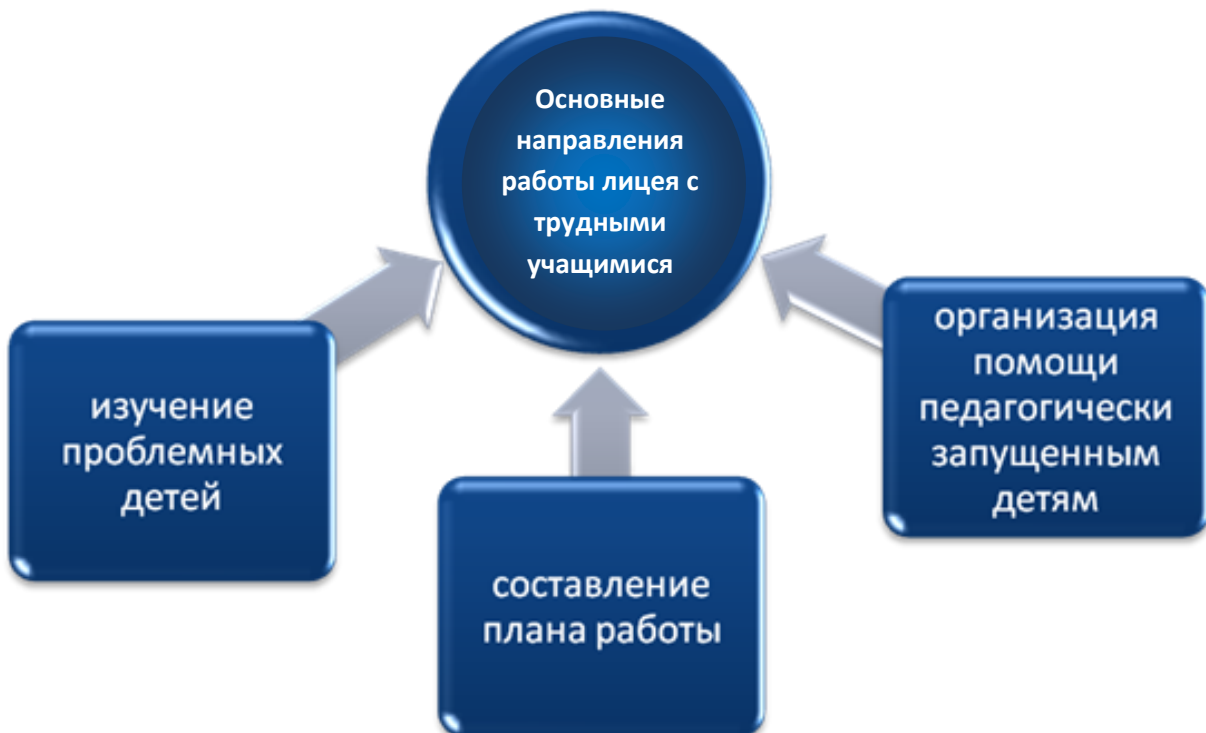 Основные
направления
работы лицея с
трудными
учащимися
изучение
проблемных
детей
составление
плана работы
организация
помощи
педагогически
запущенным
детям